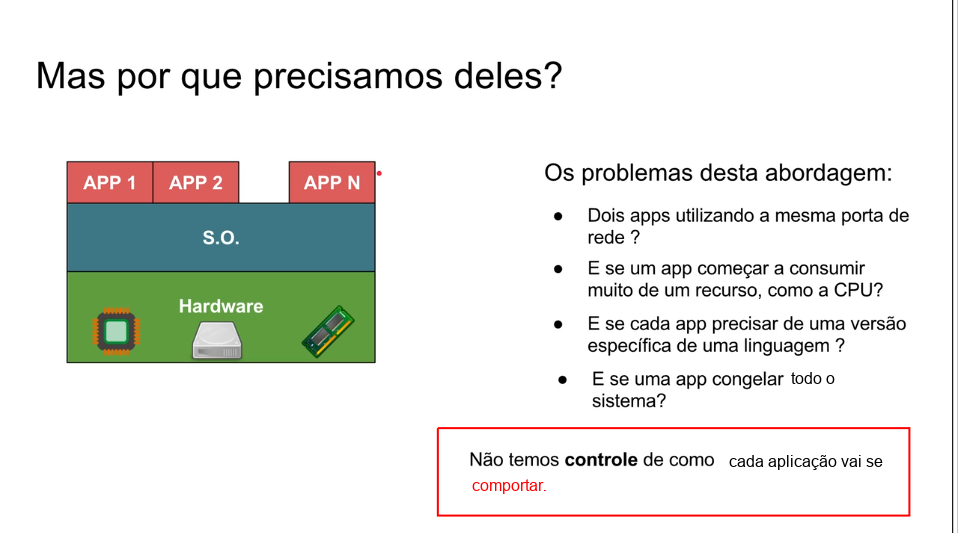 Mas por que precisamos deles?
APP 1 APP 2 APP N
S.O.
Hardware
Os problemas desta abordagem:
● Dois apps utilizando a mesma porta de
rede ?
● E se um app começar a consumir
muito de um recurso, como a CPU?
● E se cada app precisar de uma versão
específica de uma linguagem ?
● E se uma app congelar todo o
sistema?
Não temos controle de como cada aplicação vai se
comportar.